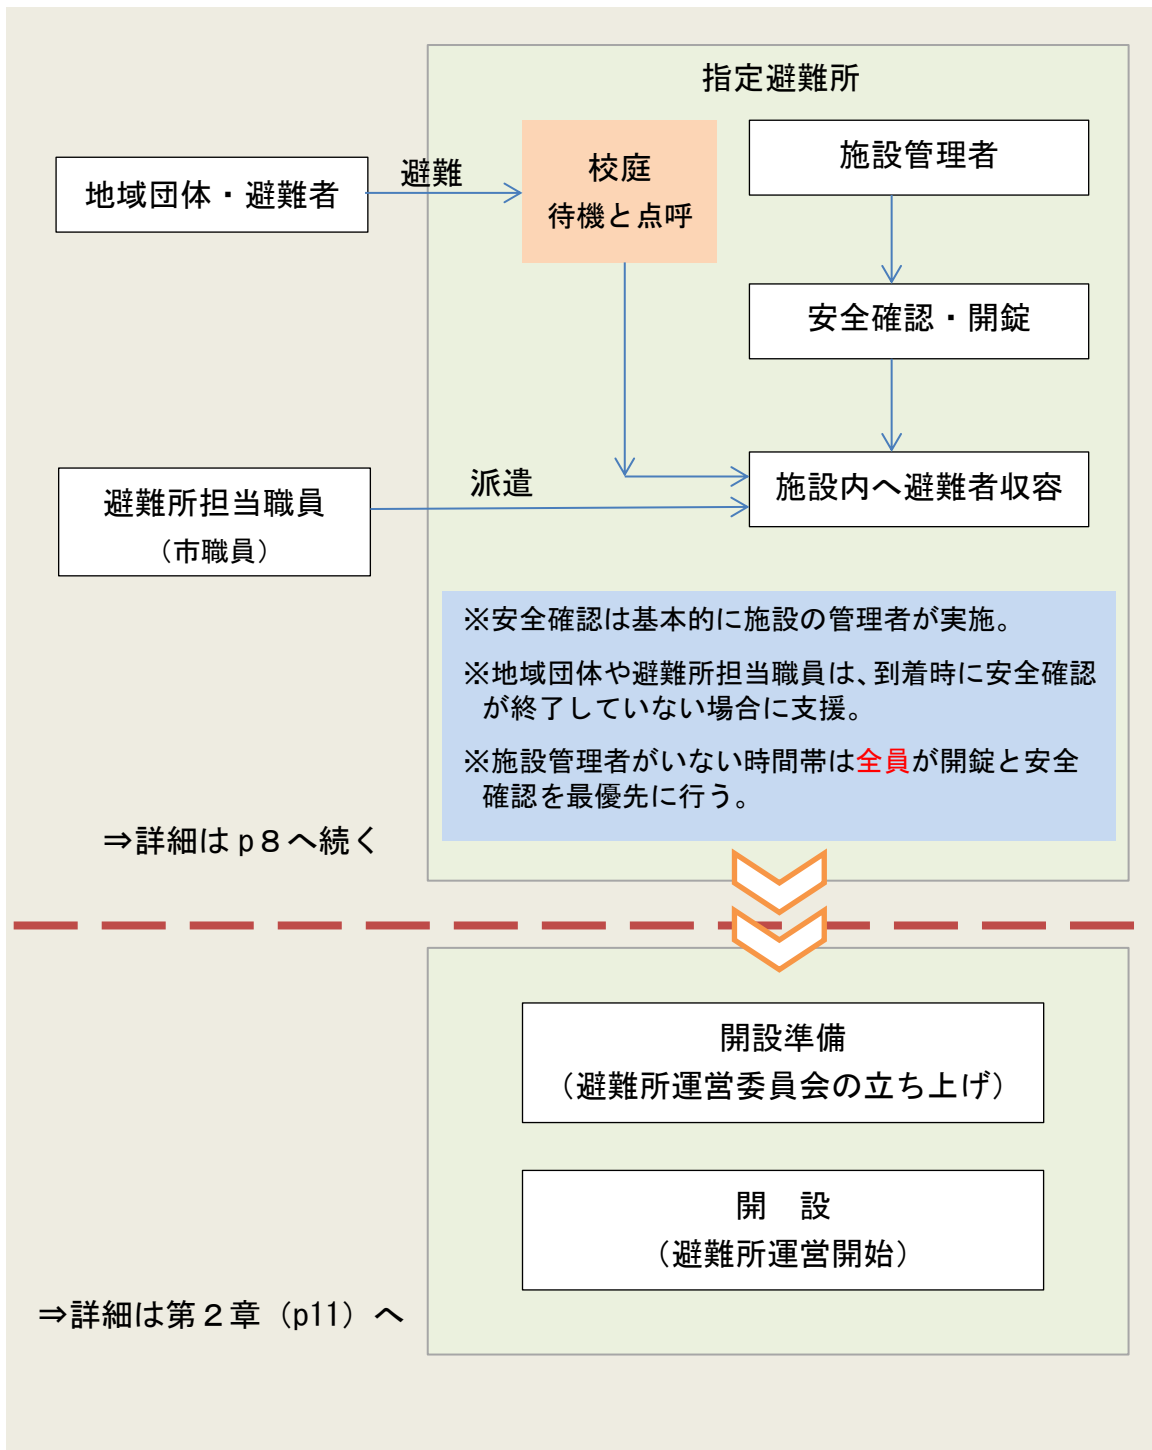 指定避難所
地域団体・避難者
避難
校庭
待機と点呼
施設管理者
安全確認・開錠
避難所担当職員
（市職員）
派遣
施設内へ避難者収容
※安全確認は基本的に施設の管理者が実施。
※地域団体や避難所担当職員は、到着時に安全確認
が終了していない場合に支援。
※施設管理者がいない時間帯は全員が開錠と安全
確認を最優先に行う。
⇒詳細はp８へ続く
開設準備
（避難所運営委員会の立ち上げ）
開　設
（避難所運営開始）
⇒詳細は第２章（p11）へ